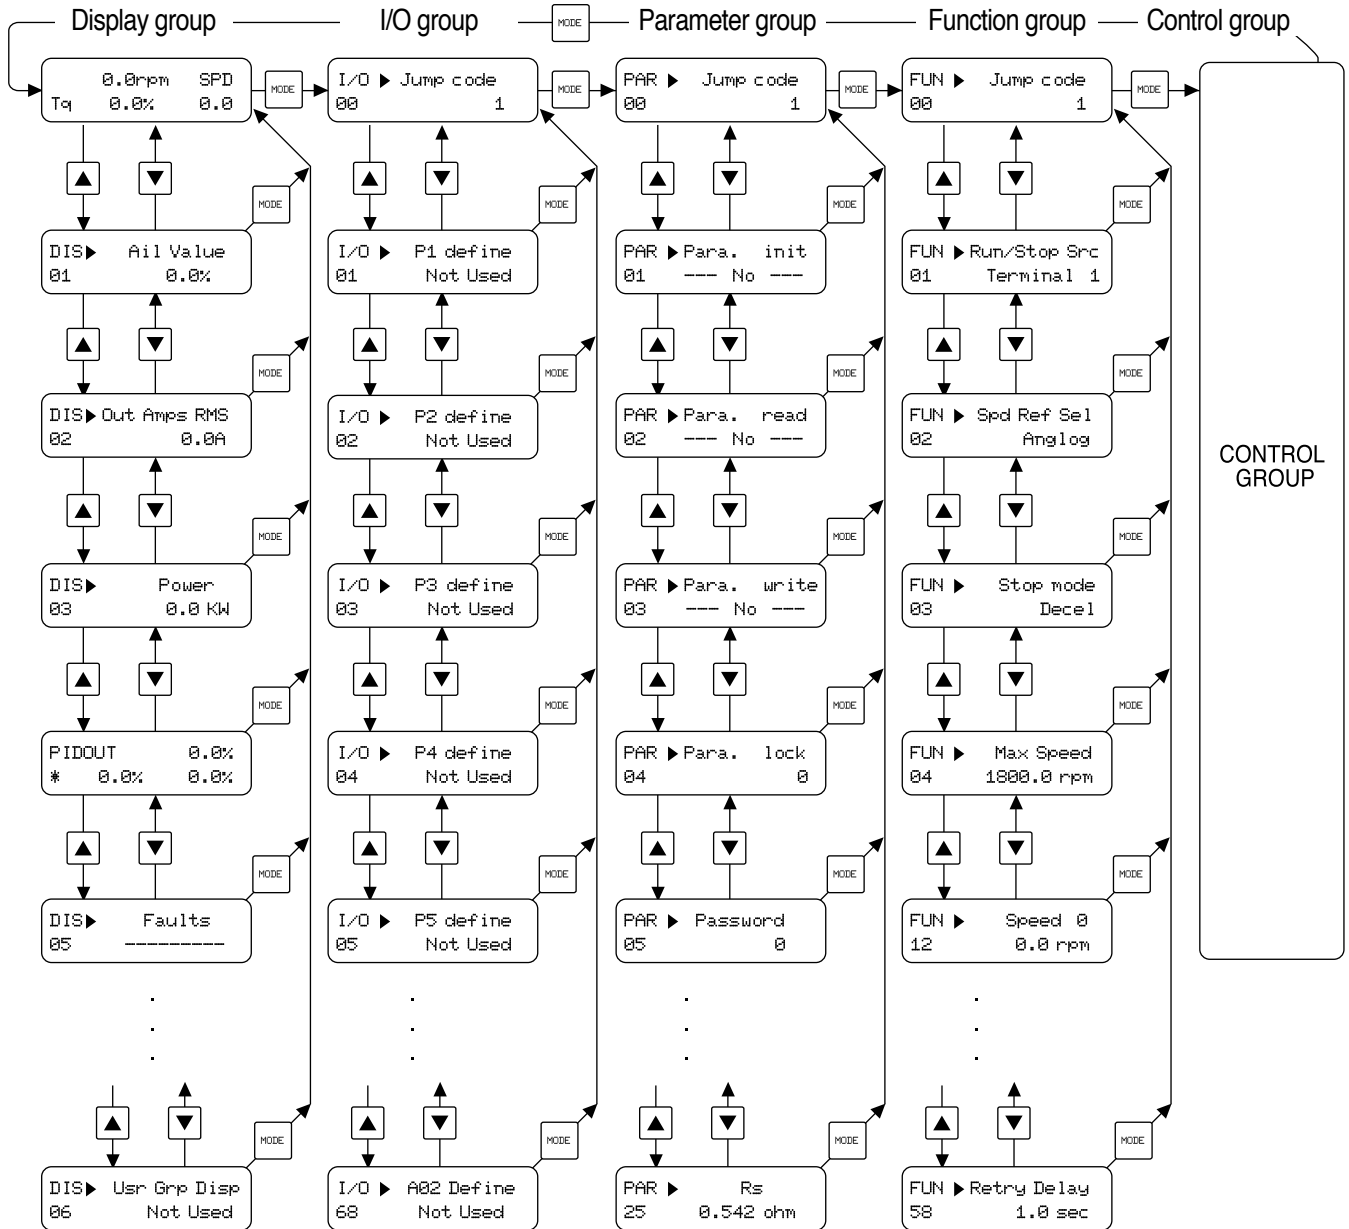 Display group I/O group MODE Parameter group Function group Control group
0.0rpm SPD
Tq 0.0% 0.0
MODE
I/O ▶ Jump code
00 1
MODE
PAR ▶ Jump code
00 1
MODE
FUN ▶ Jump code
00 1
MODE
▲ ▼ MODE ▲ ▼ MODE ▲ ▼ MODE ▲ ▼ MODE
DIS▶ Ail Value
01 0.0%
I/O ▶ P1 define
01 Not Used
PAR ▶Para. init
01 --- No ---
FUN ▶Run/Stop Src
01 Terminal 1
▲ ▼ MODE ▲ ▼ MODE ▲ ▼ MODE ▲ ▼ MODE
DIS▶Out Amps RMS
02 0.0A
I/O ▶ P2 define
02 Not Used
PAR ▶Para. read
02 --- No ---
FUN ▶ Spd Ref Sel
02 Anglog
CONTROL
GROUP
▲ ▼ MODE ▲ ▼ MODE ▲ ▼ MODE ▲ ▼ MODE
DIS▶ Power
03 0.0 KW
I/O ▶ P3 define
03 Not Used
PAR ▶Para. write
03 --- No ---
FUN ▶ Stop mode
03 Decel
▲ ▼ MODE ▲ ▼ MODE ▲ ▼ MODE ▲ ▼ MODE
PIDOUT 0.0%
* 0.0% 0.0%
I/O ▶ P4 define
04 Not Used
PAR ▶Para. lock
04 0
FUN ▶ Max Speed
04 1800.0 rpm
▲ ▼ MODE ▲ ▼ MODE ▲ ▼ MODE ▲ ▼ MODE
DIS▶ Faults
05 ---------
I/O ▶ P5 define
05 Not Used
PAR ▶ Password
05 0
FUN ▶ Speed 0
12 0.0 rpm
▲ ▼ MODE ▲ ▼ MODE ▲ ▼ MODE ▲ ▼ MODE
DIS▶ Usr Grp Disp
06 Not Used
I/O ▶ A02 Define
68 Not Used
PAR ▶ Rs
25 0.542 ohm
FUN ▶Retry Delay
58 1.0 sec